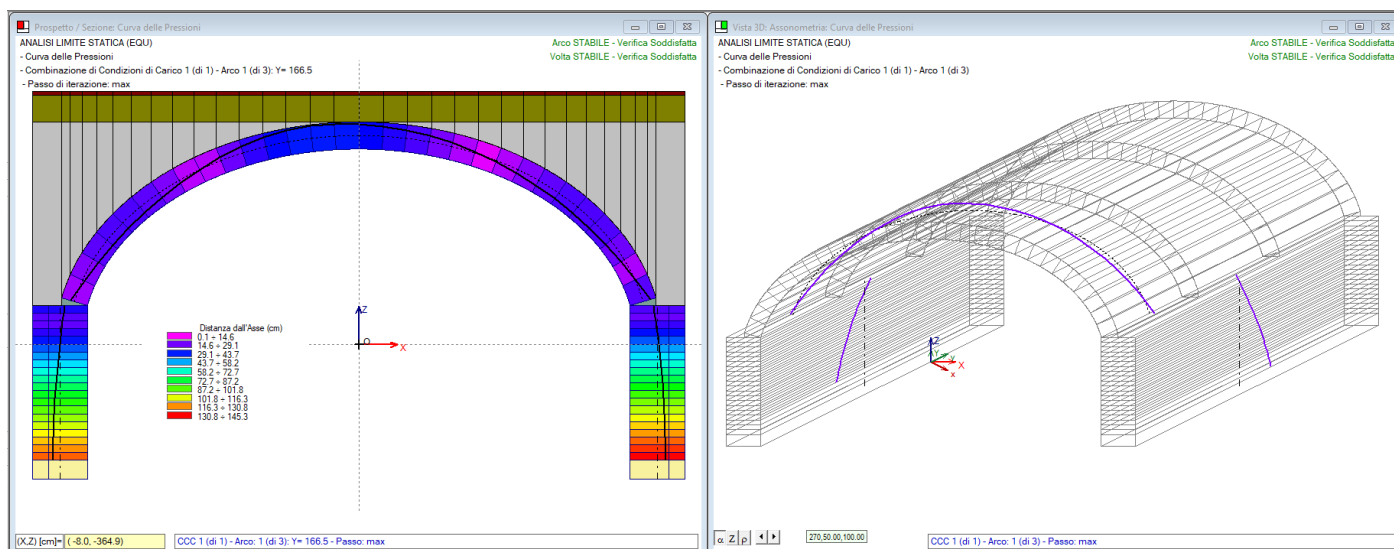 Prospetto / Sezione: Curva delle Pressioni
ANALISI LIMITE STATICA (EQU)
Arco STABILE - Verifica Soddisfatta
- Curva delle Pressioni
Volta STABILE - Verifica Soddisfatta
- Combinazione di Condizioni di Carico 1 (di 1) - Arco 1 (di 3): Y= 166.5
- Passo di iterazione: max
Z
O
X
Distanza dall'Asse (cm)
0.1 ÷ 14.6
14.6 ÷ 29.1
29.1 ÷ 43.7
43.7 ÷ 58.2
58.2 ÷ 72.7
72.7 ÷ 87.2
87.2 ÷ 101.8
101.8 ÷ 116.3
116.3 ÷ 130.8
130.8 ÷ 145.3
(X,Z) [cm]= ( -8.0, -364.9)
CCC 1 (di 1) - Arco: 1 (di 3): Y= 166.5 - Passo: max
Vista 3D: Assonometria: Curva delle Pressioni
ANALISI LIMITE STATICA (EQU)
Arco STABILE - Verifica Soddisfatta
- Curva delle Pressioni
Volta STABILE - Verifica Soddisfatta
- Combinazione di Condizioni di Carico 1 (di 1) - Arco 1 (di 3)
- Passo di iterazione: max
Z
Y y
X
x
α Z ρ
270,50.00,100.00
CCC 1 (di 1) - Arco: 1 (di 3) - Passo: max